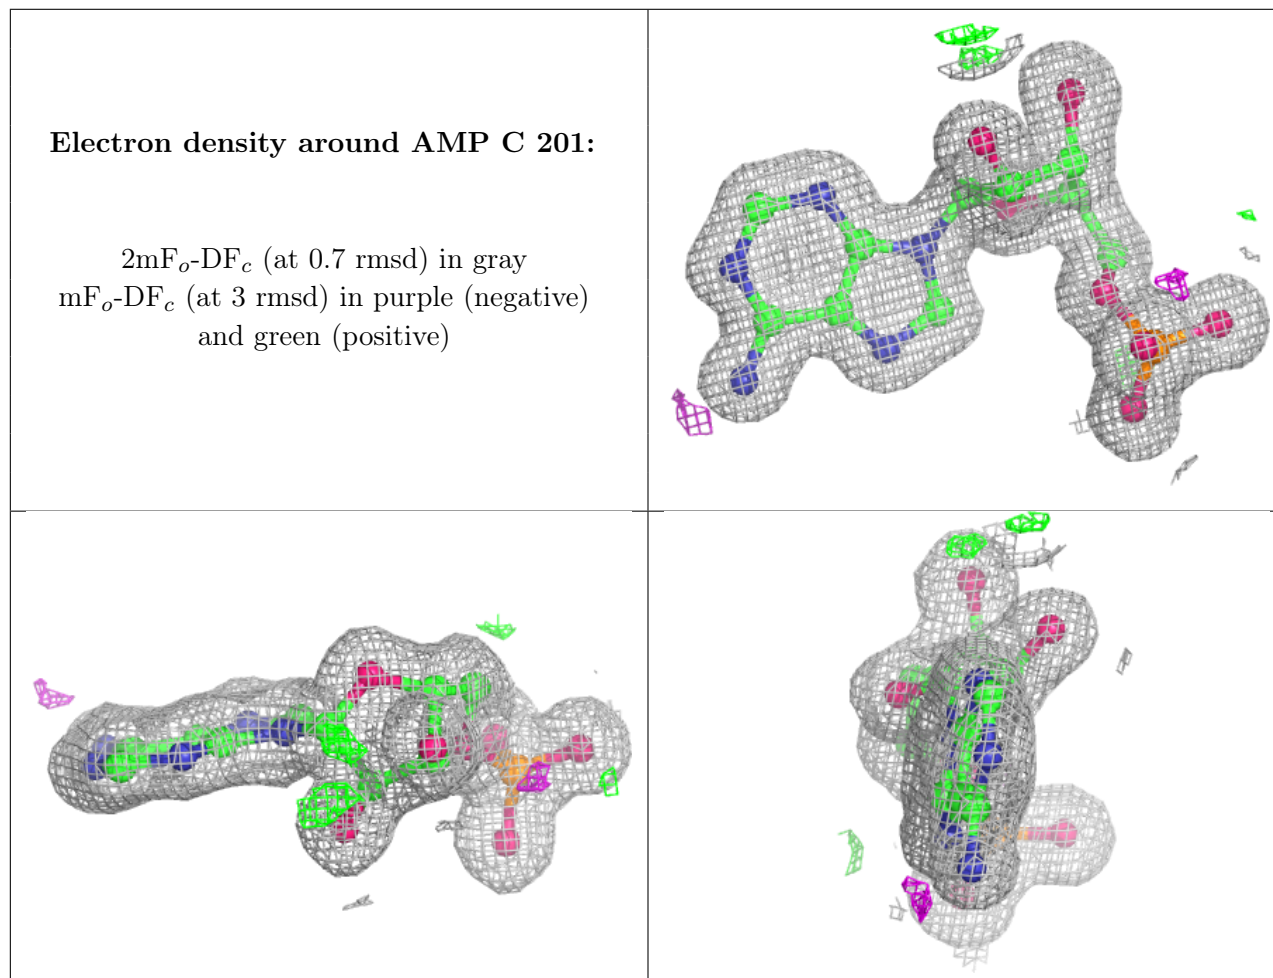 Electron density around AMP C 201:
2mFo-DFc (at 0.7 rmsd) in gray
mFo-DFc (at 3 rmsd) in purple (negative)
and green (positive)